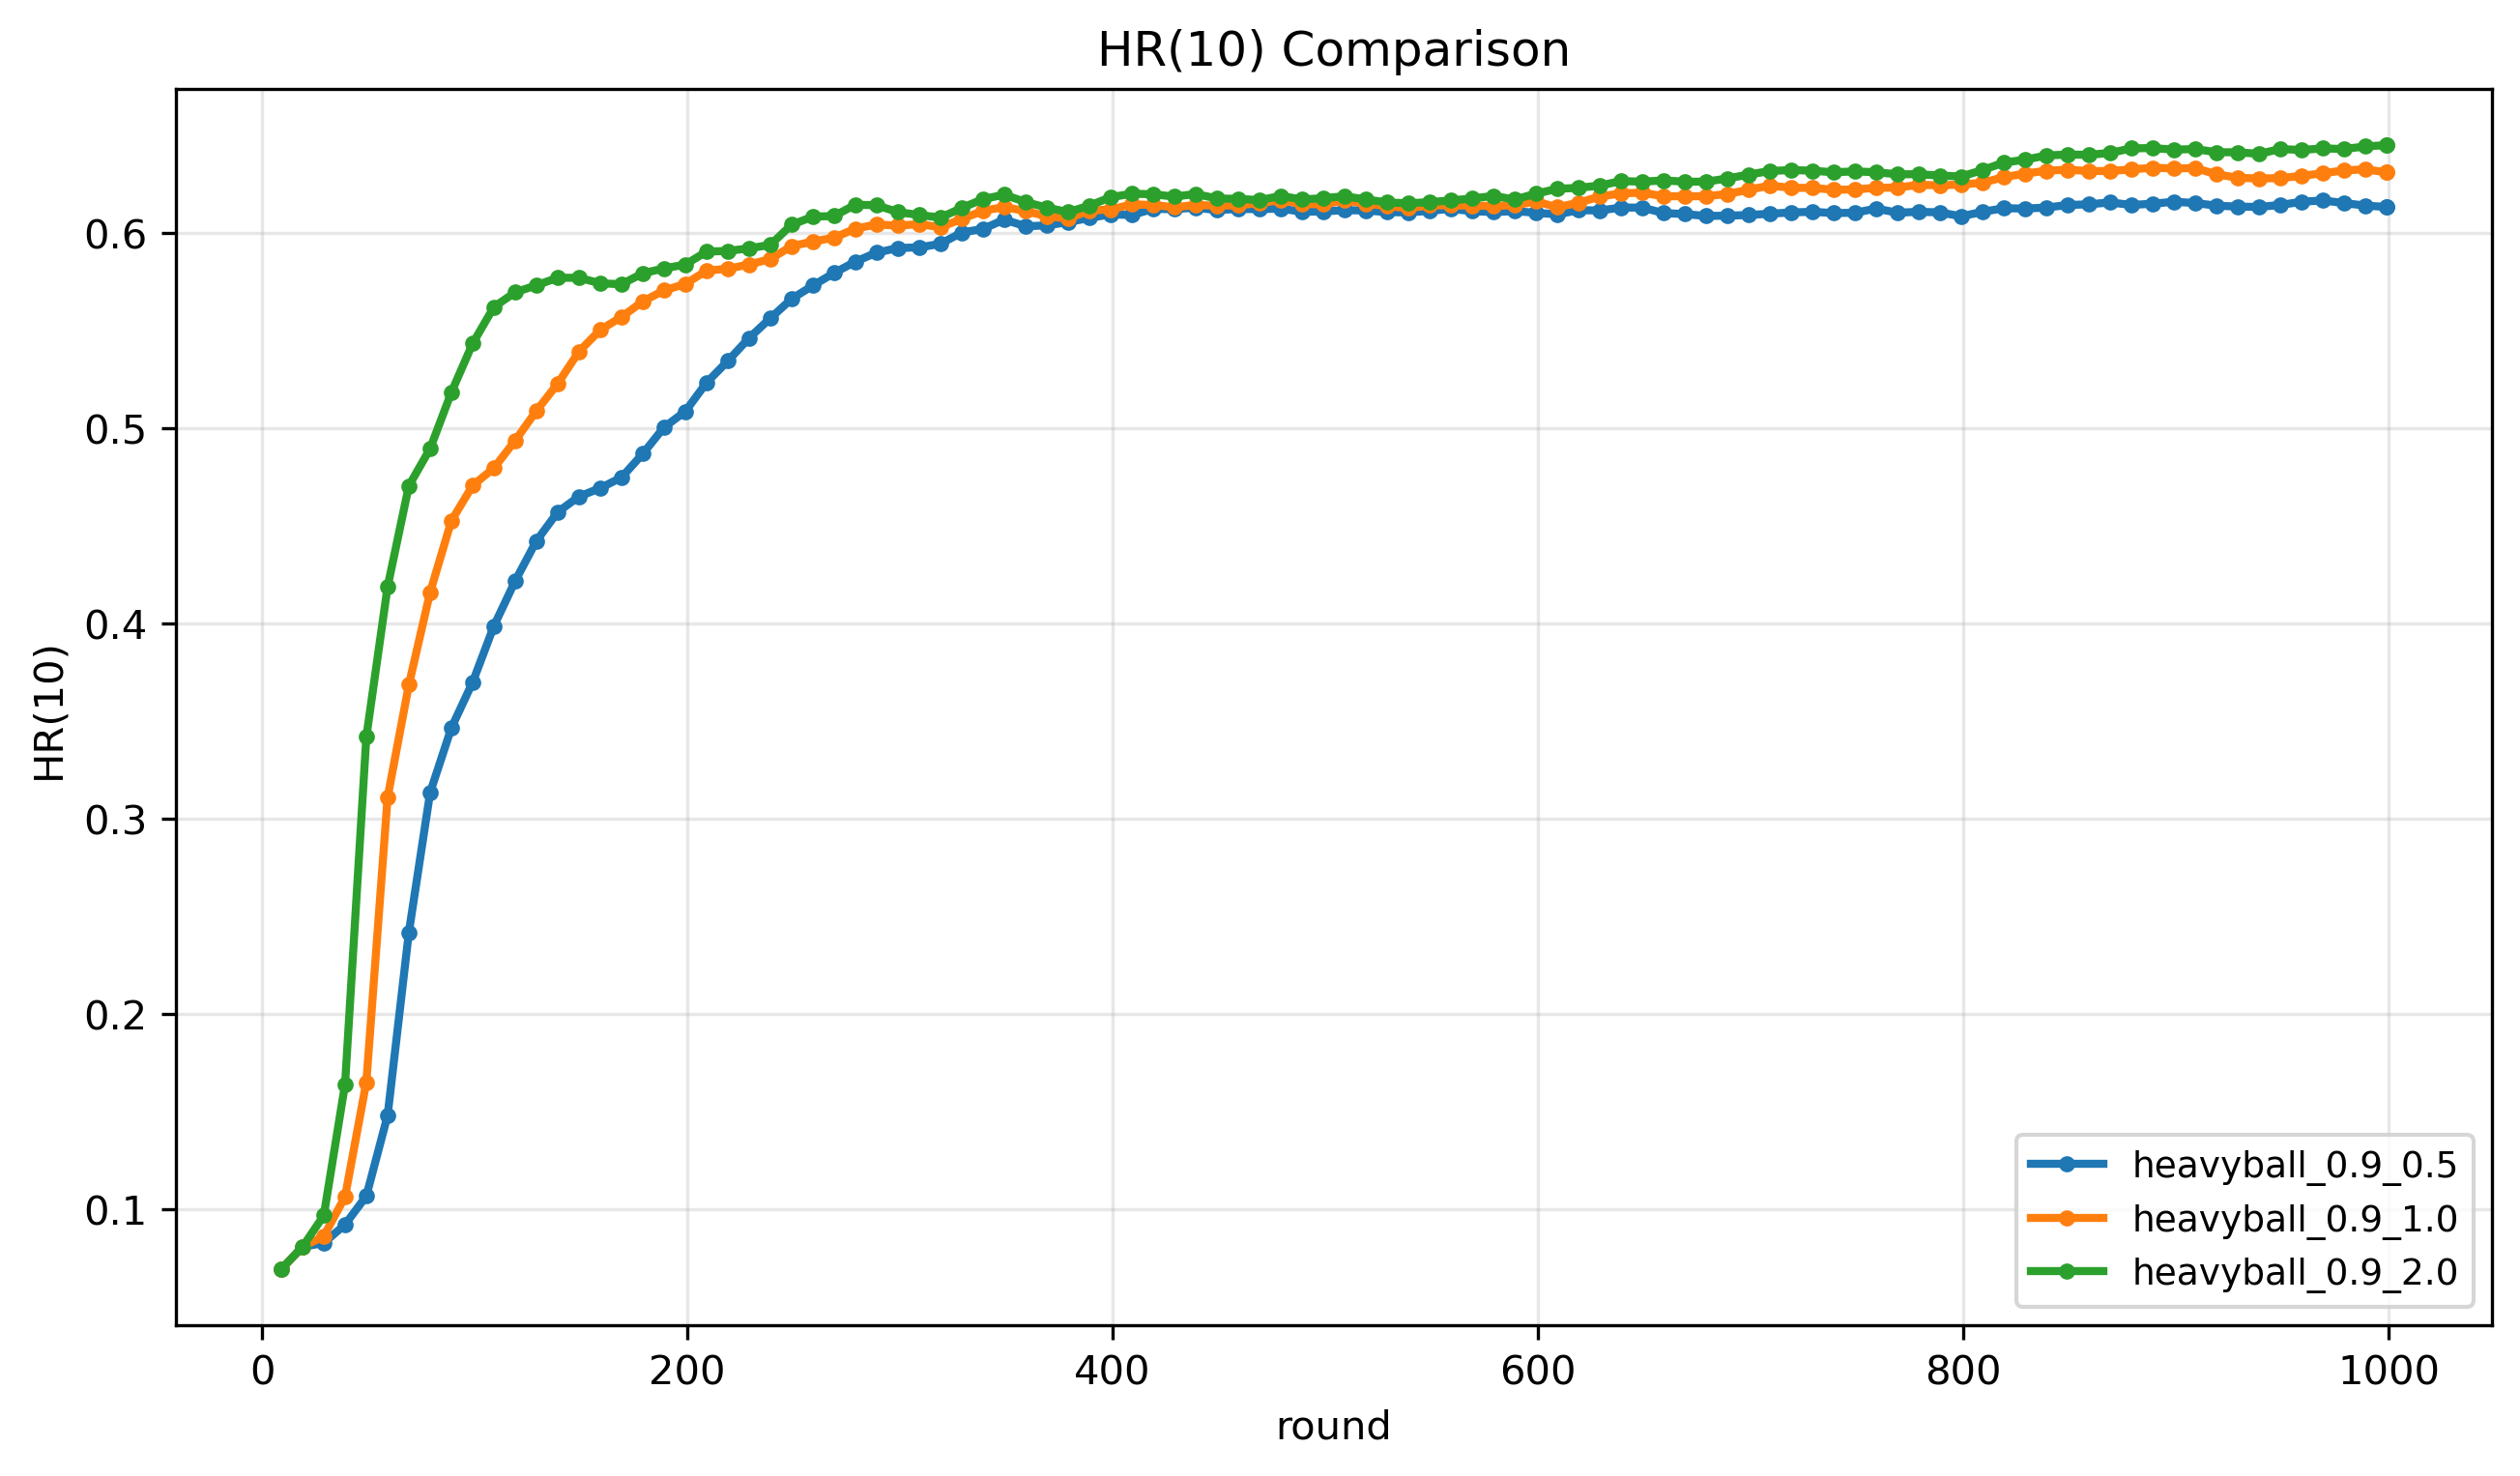 HR(10) Comparison
HR(10)
0.6
0.5
0.4
0.3
0.2
0.1
0 200 400 600 800 1000
round
heavyball_0.9_0.5
heavyball_0.9_1.0
heavyball_0.9_2.0